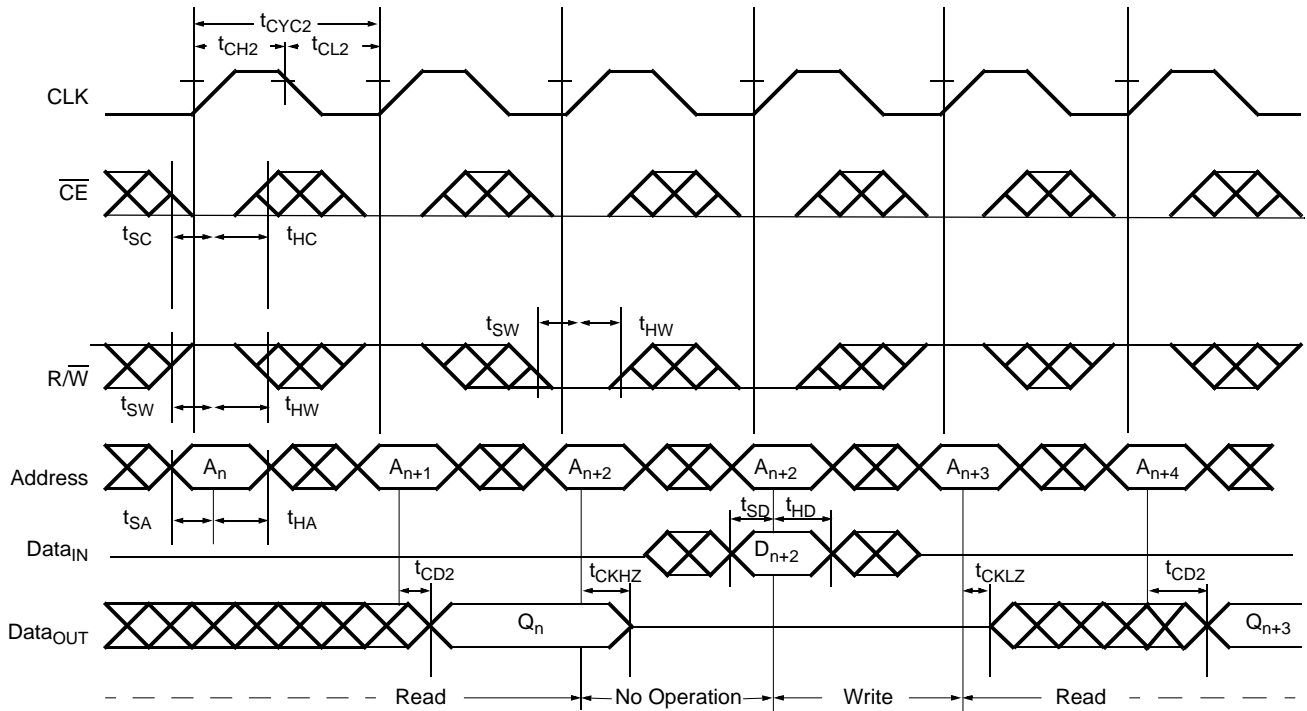 tCYC2
tCH2 tCL2
CLK
CE
tSC tHC
tSW tHW
R/W
tSW tHW
Address An An+1 An+2 An+2 An+3 An+4
tSA tHA tSD tHD
DataIN Dn+2
tCD2 tCKHZ tCKLZ tCD2
DataOUT Qn Qn+3
Read No Operation Write Read